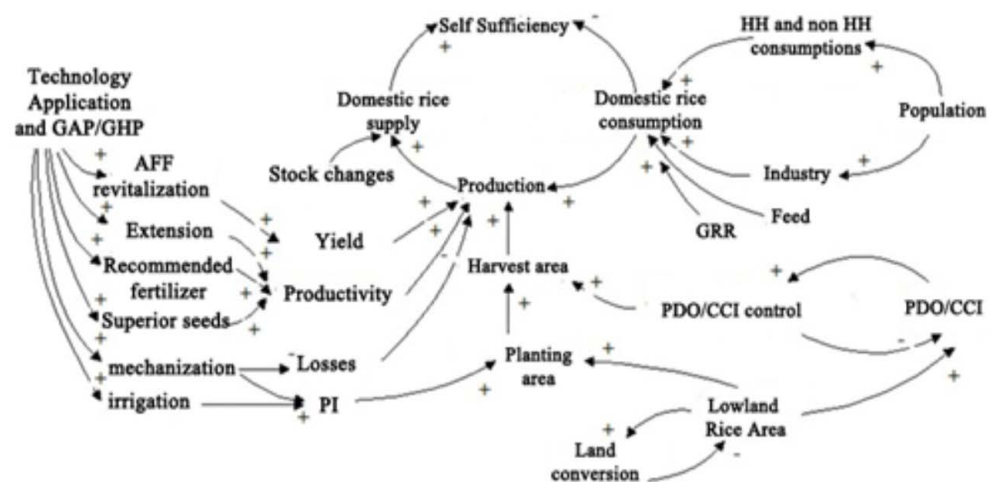 Self Sufficiency
-
+
HH and non HH
consumptions
+
Technology
Application
and GAP/GHP
Domestic rice
supply
+
Domestic rice
consumption
+
+
Population
+
AFF
revitalization
+
Stock changes
Production
+
Industry
+
+
Extension
+
+
Yield
+
+
+
+
-
GRR
Feed
Recommended
fertilizer
+
+
Productivity
Harvest area
+
+
PDO/CCI control
PDO/CCI
Superior seeds
+
+
+
+
mechanization
-
Losses
Planting
area
+
+
-
+
+
irrigation
+
PI
Lowland
Rice Area
+
Land
conversion
-